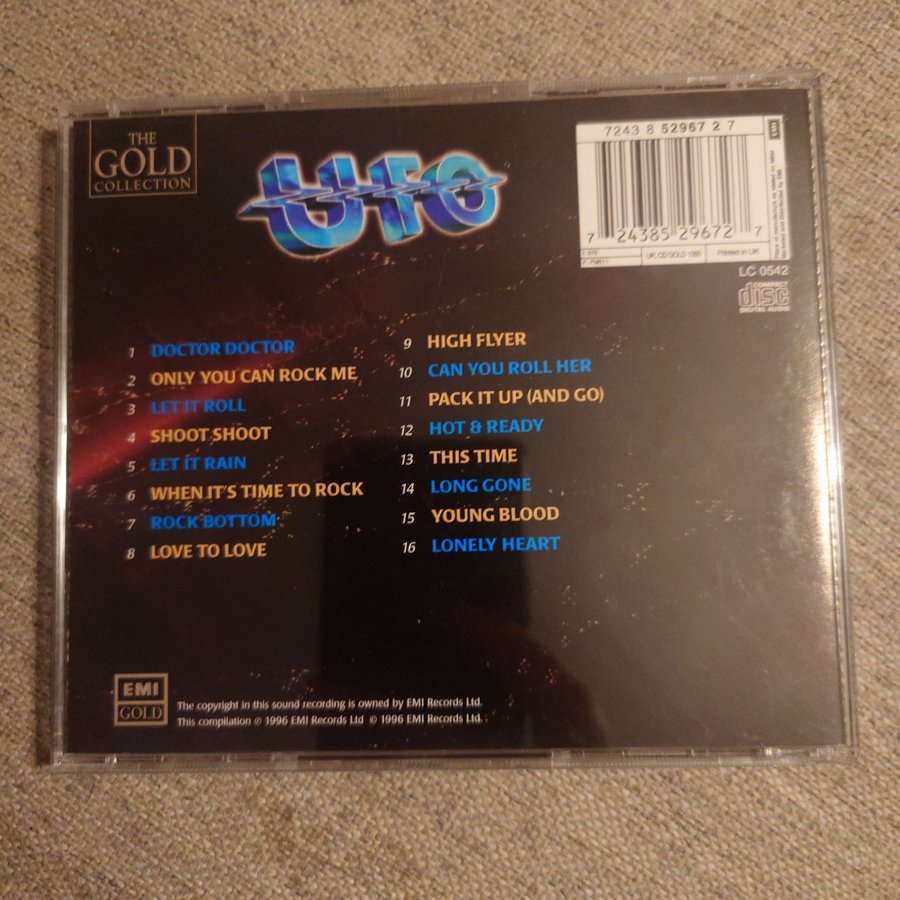 THE
GOLD
COLLECTION
UFO
7243 8 52967 2 7
EMI
7 24385 29672 7
UK: CD GOLD 1050
Printed in UK
LC 0542
COMPACT
disc
DIGITAL AUDIO
1 DOCTOR DOCTOR
2 ONLY YOU CAN ROCK ME
3 LET IT ROLL
4 SHOOT SHOOT
5 LET IT RAIN
6 WHEN IT'S TIME TO ROCK
7 ROCK BOTTOM
8 LOVE TO LOVE
9 HIGH FLYER
10 CAN YOU ROLL HER
11 PACK IT UP (AND GO)
12 HOT & READY
13 THIS TIME
14 LONG GONE
15 YOUNG BLOOD
16 LONELY HEART
EMI
GOLD
The copyright in this sound recording is owned by EMI Records Ltd.
This compilation ℗ 1996 EMI Records Ltd © 1996 EMI Records Ltd.